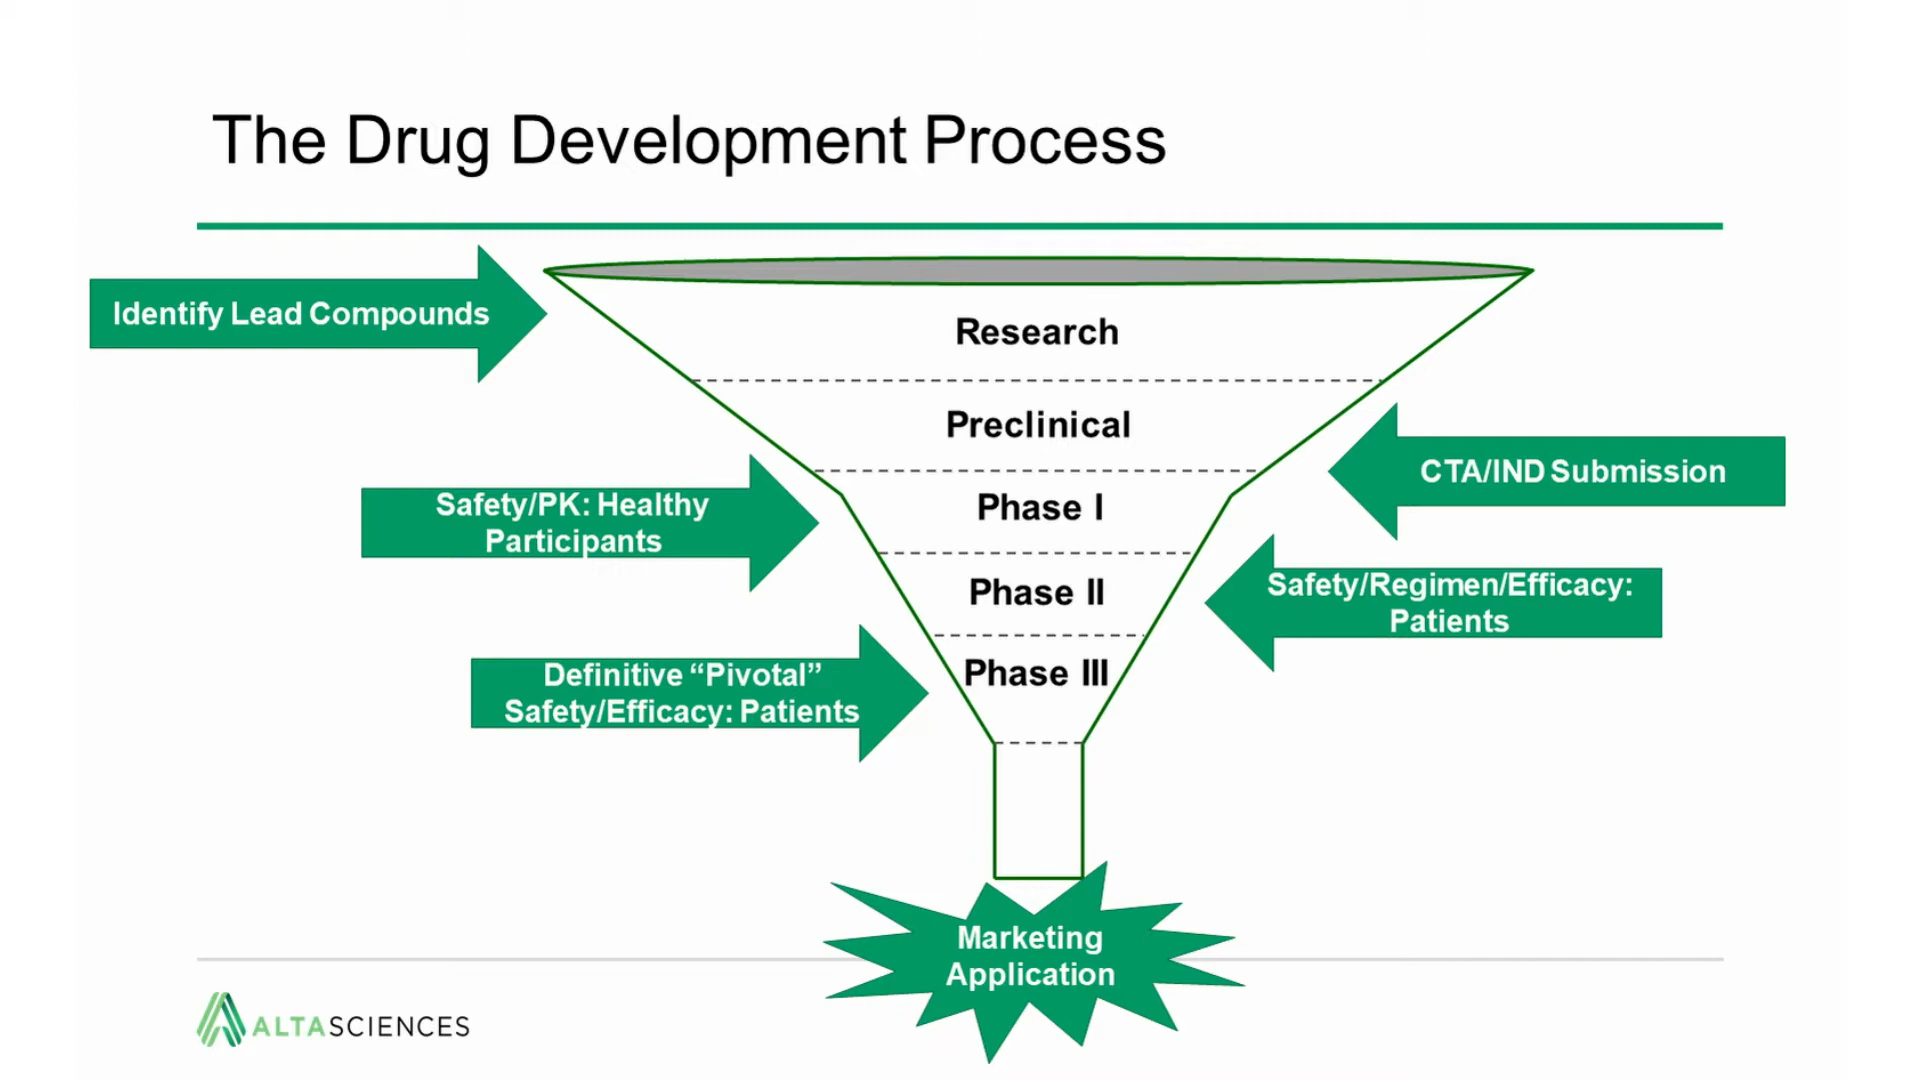 The Drug Development Process
Identify Lead Compounds
Research
Preclinical
CTA/IND Submission
Safety/PK: Healthy
Participants
Phase I
Phase II
Safety/Regimen/Efficacy:
Patients
Definitive “Pivotal”
Safety/Efficacy: Patients
Phase III
Marketing
Application
ALTASCIENCES